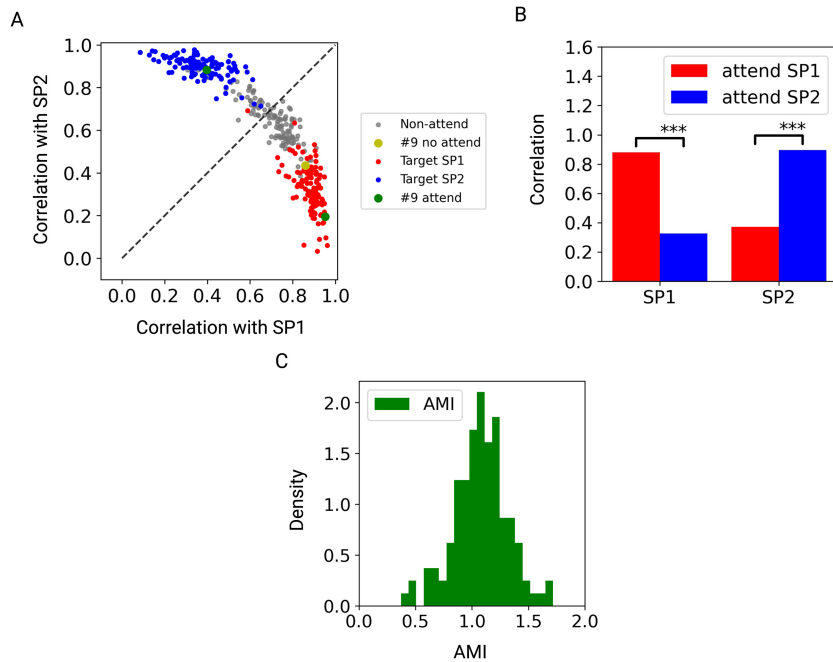 A
1.0
0.8
0.6
0.4
0.2
0.0
Correlation with SP2
0.0 0.2 0.4 0.6 0.8 1.0
Correlation with SP1
Non-attend
#9 no attend
Target SP1
Target SP2
#9 attend
B
1.6
1.4
1.2
1.0
0.8
0.6
0.4
0.2
0.0
Correlation
attend SP1
attend SP2
*** ***
SP1 SP2
C
2.0
1.5
1.0
0.5
0.0
Density
AMI
0.0 0.5 1.0 1.5 2.0
AMI